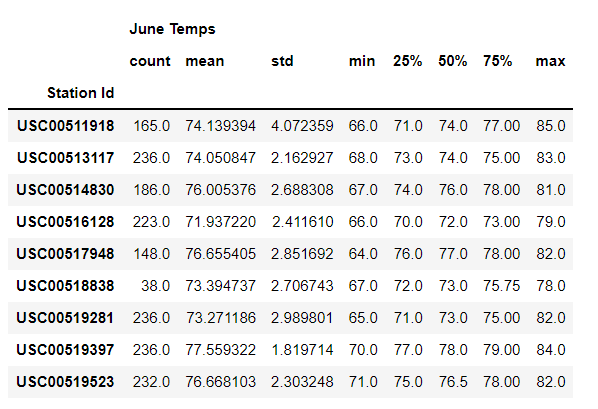 June Temps
count mean std min 25% 50% 75% max
Station Id
USC00511918 165.0 74.139394 4.072359 66.0 71.0 74.0 77.00 85.0
USC00513117 236.0 74.050847 2.162927 68.0 73.0 74.0 75.00 83.0
USC00514830 186.0 76.005376 2.688308 67.0 74.0 76.0 78.00 81.0
USC00516128 223.0 71.937220 2.411610 66.0 70.0 72.0 73.00 79.0
USC00517948 148.0 76.655405 2.851692 64.0 76.0 77.0 78.00 82.0
USC00518838 38.0 73.394737 2.706743 67.0 72.0 73.0 75.75 78.0
USC00519281 236.0 73.271186 2.989801 65.0 71.0 73.0 75.00 82.0
USC00519397 236.0 77.559322 1.819714 70.0 77.0 78.0 79.00 84.0
USC00519523 232.0 76.668103 2.303248 71.0 75.0 76.5 78.00 82.0